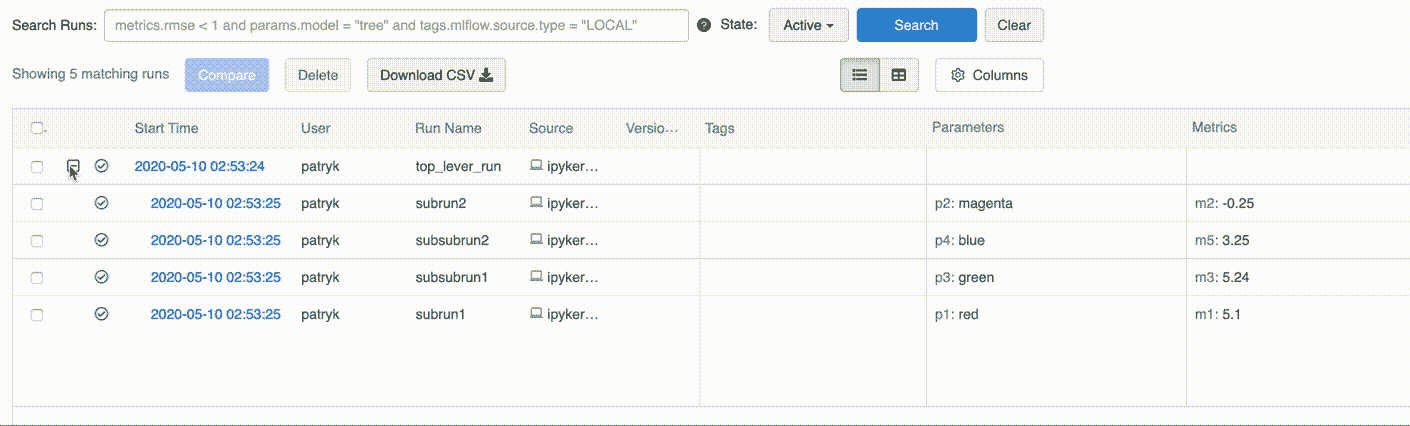 Search Runs: metrics.rmse < 1 and params.model = "tree" and tags.mlflow.source.type = "LOCAL" ? State: Active Search Clear
Showing 5 matching runs Compare Delete Download CSV Columns
Start Time User Run Name Source Versio... Tags Parameters Metrics
2020-05-10 02:53:24 patryk top_lever_run ipyker...
2020-05-10 02:53:25 patryk subrun2 ipyker... p2: magenta m2: -0.25
2020-05-10 02:53:25 patryk subsubrun2 ipyker... p4: blue m5: 3.25
2020-05-10 02:53:25 patryk subsubrun1 ipyker... p3: green m3: 5.24
2020-05-10 02:53:25 patryk subrun1 ipyker... p1: red m1: 5.1